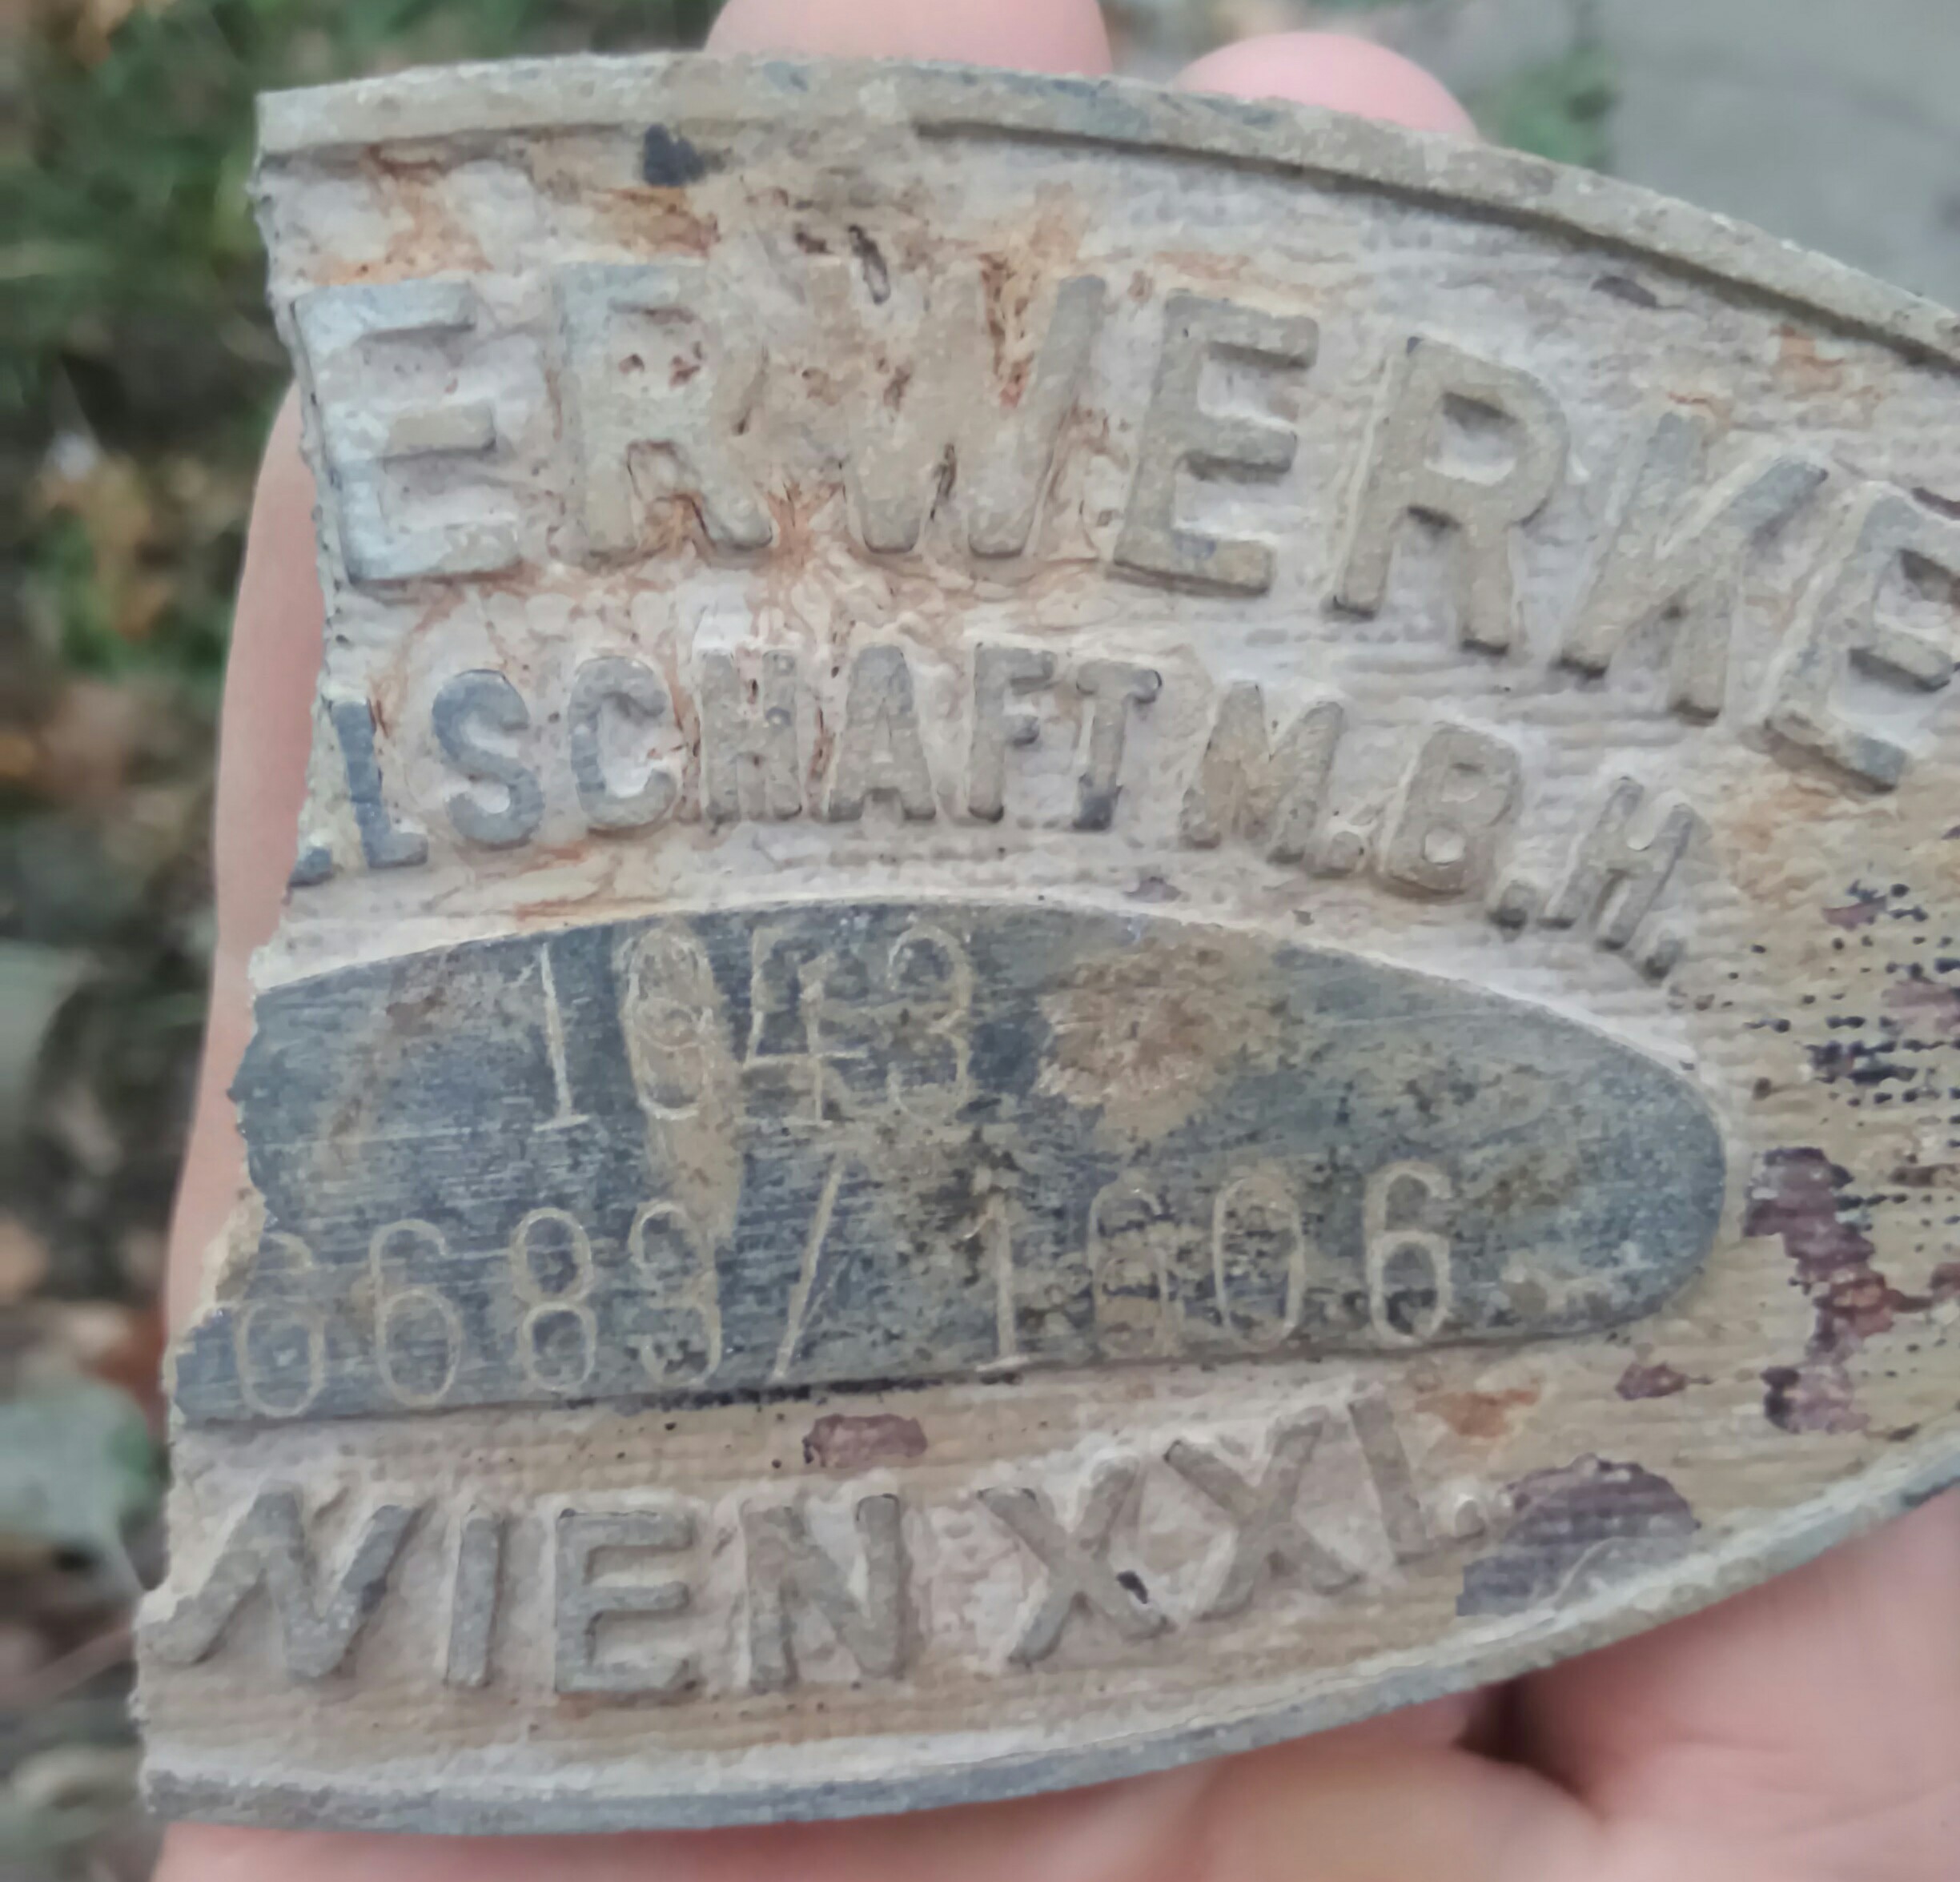 ERWERKE
LSCHAFT M.B.H.
1943
6689/1606
WIEN XXI.